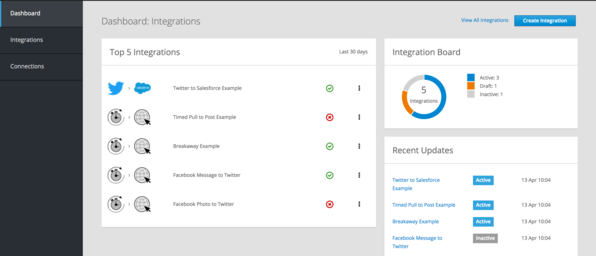 Dashboard
Integrations
Connections
Dashboard: Integrations
View All Integrations
Create Integration
Top 5 Integrations
Last 30 days
Twitter to Salesforce Example
Timed Pull to Post Example
Breakaway Example
Facebook Message to Twitter
Facebook Photo to Twitter
Integration Board
5
Integrations
Active: 3
Draft: 1
Inactive: 1
Recent Updates
Twitter to Salesforce
Example
Active
13 Apr 10:04
Timed Pull to Post Example
Active
13 Apr 10:04
Breakaway Example
Active
13 Apr 10:04
Facebook Message to
Twitter
Inactive
13 Apr 10:04